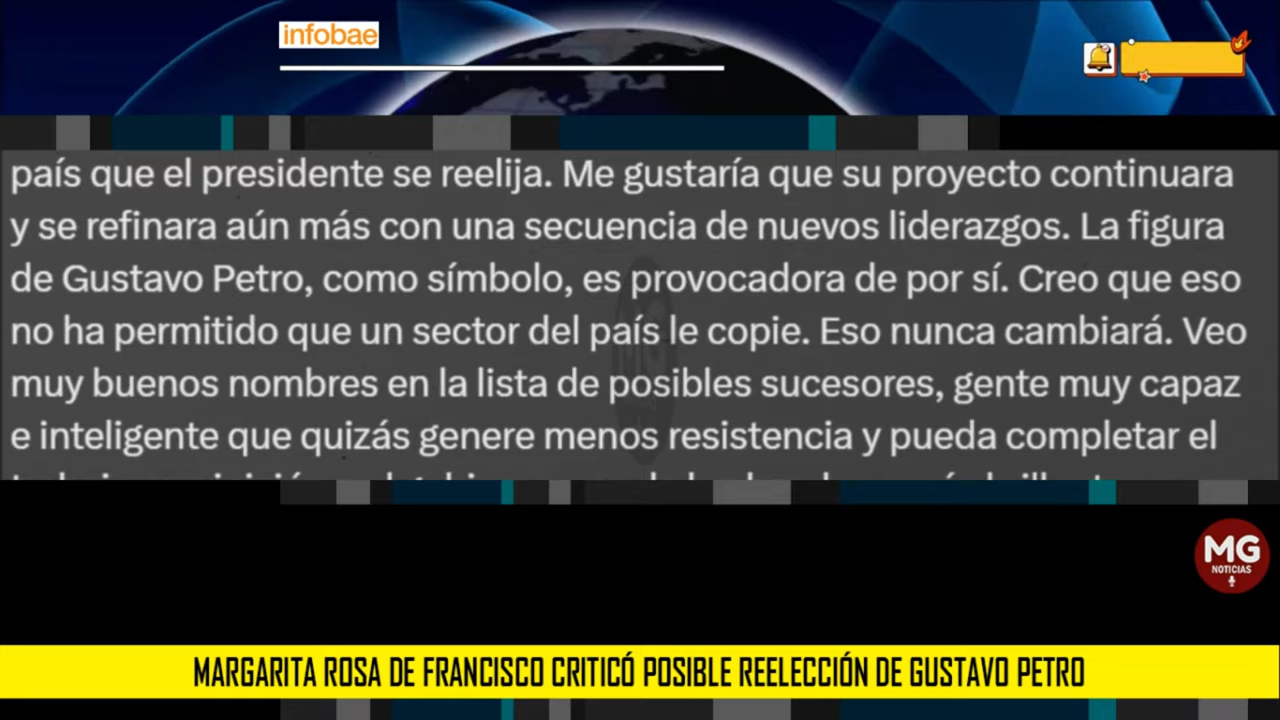 infobae
país que el presidente se reelija. Me gustaría que su proyecto continuara
y se refinara aún más con una secuencia de nuevos liderazgos. La figura
de Gustavo Petro, como símbolo, es provocadora de por sí. Creo que eso
no ha permitido que un sector del país le copie. Eso nunca cambiará. Veo
muy buenos nombres en la lista de posibles sucesores, gente muy capaz
e inteligente que quizás genere menos resistencia y pueda completar el
MG
NOTICIAS
MARGARITA ROSA DE FRANCISCO CRITICÓ POSIBLE REELECCIÓN DE GUSTAVO PETRO